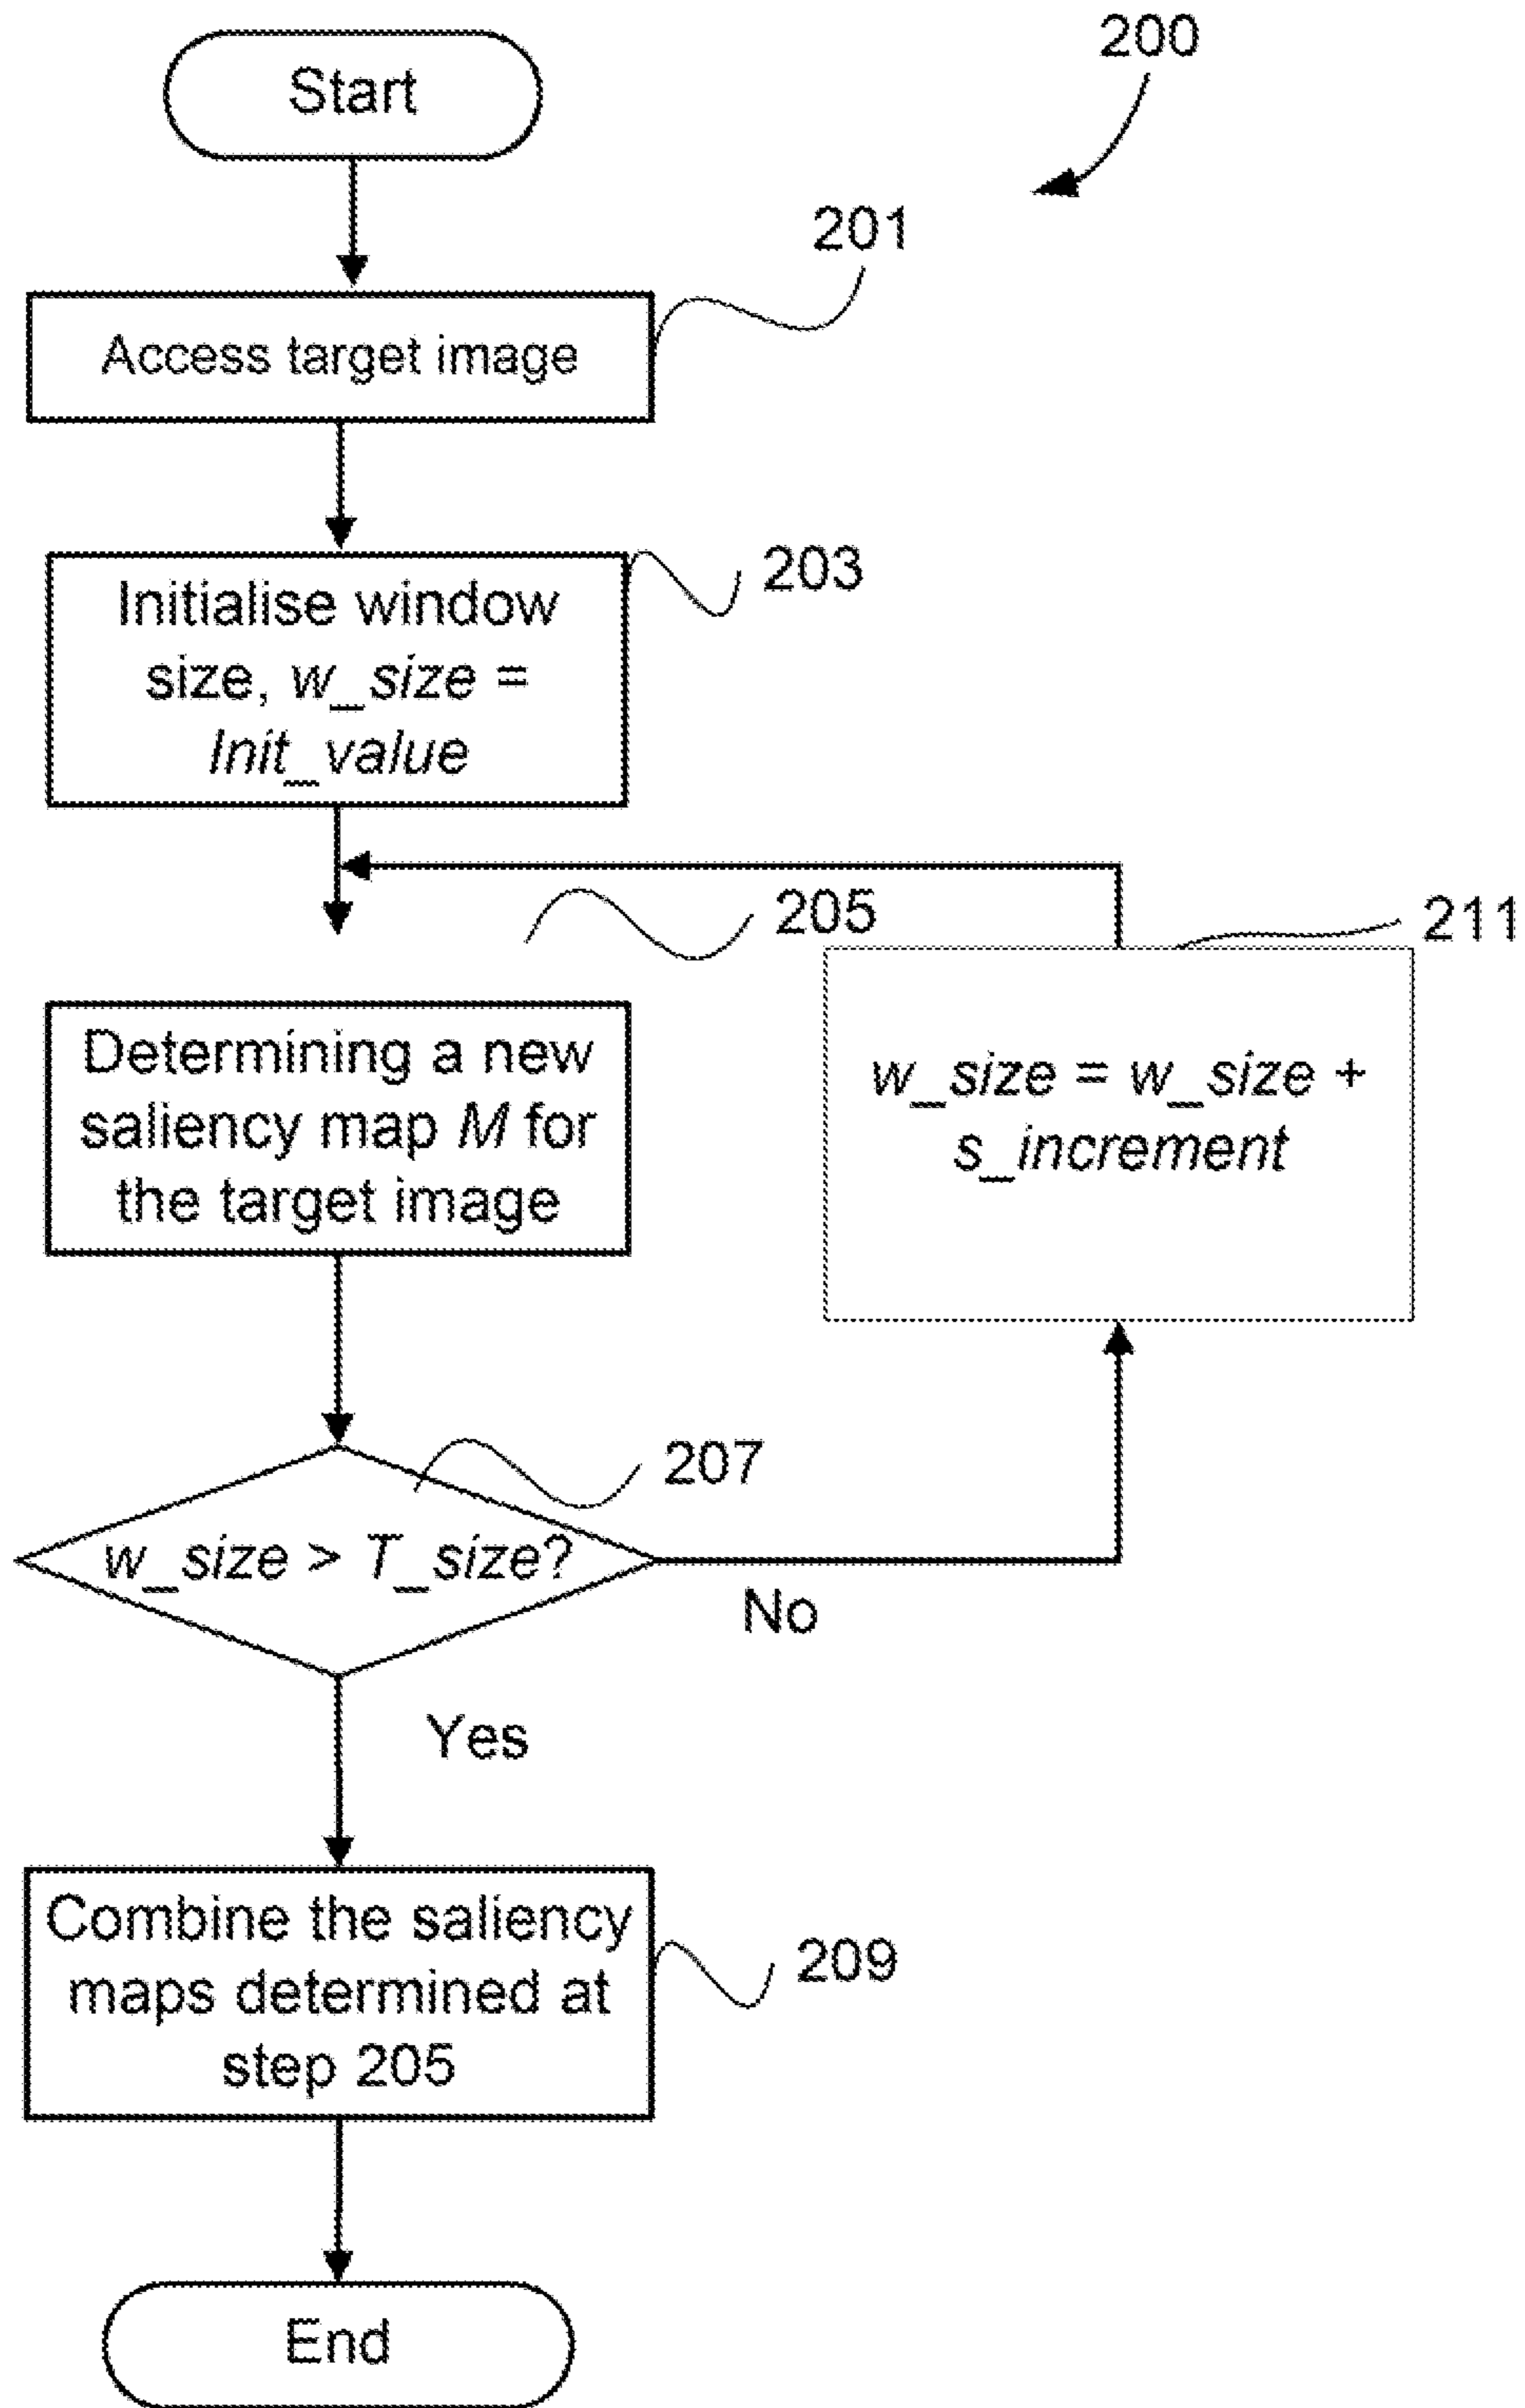 200
Start
201
Access target image
203
Initialise window
size, w_size =
Init_value
205
211
Determining a new
saliency map M for
the target image
w_size = w_size +
s_increment
207
w_size > T_size?
No
Yes
Combine the saliency
maps determined at
step 205
209
End